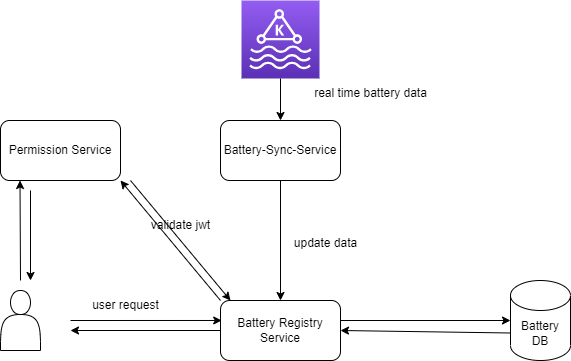 K
real time battery data
Permission Service
Battery-Sync-Service
validate jwt
update data
user request
Battery Registry
Service
Battery
DB